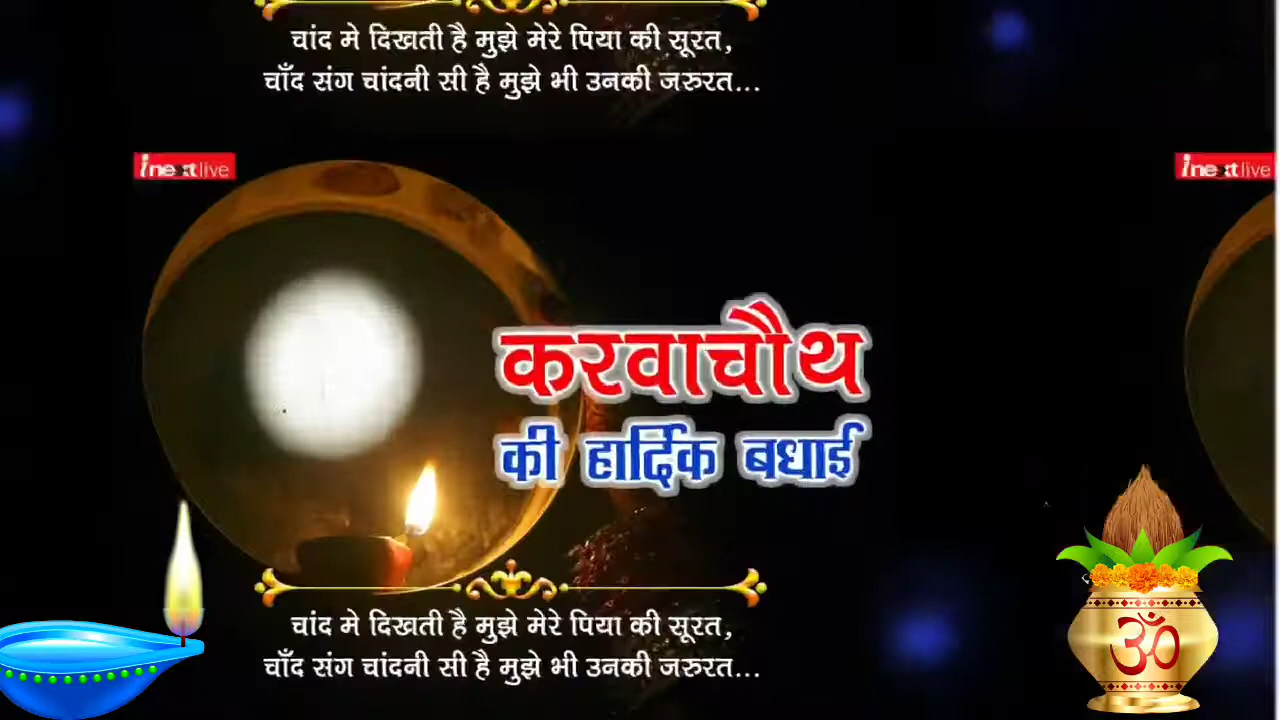 चांद मे दिखती है मुझे मेरे पिया की सूरत,
चाँद संग चांदनी सी है मुझे भी उनकी जरुरत...
inextlive
inextlive
करवाचौथ
की हार्दिक बधाई
चांद मे दिखती है मुझे मेरे पिया की सूरत,
चाँद संग चांदनी सी है मुझे भी उनकी जरुरत...
ॐ